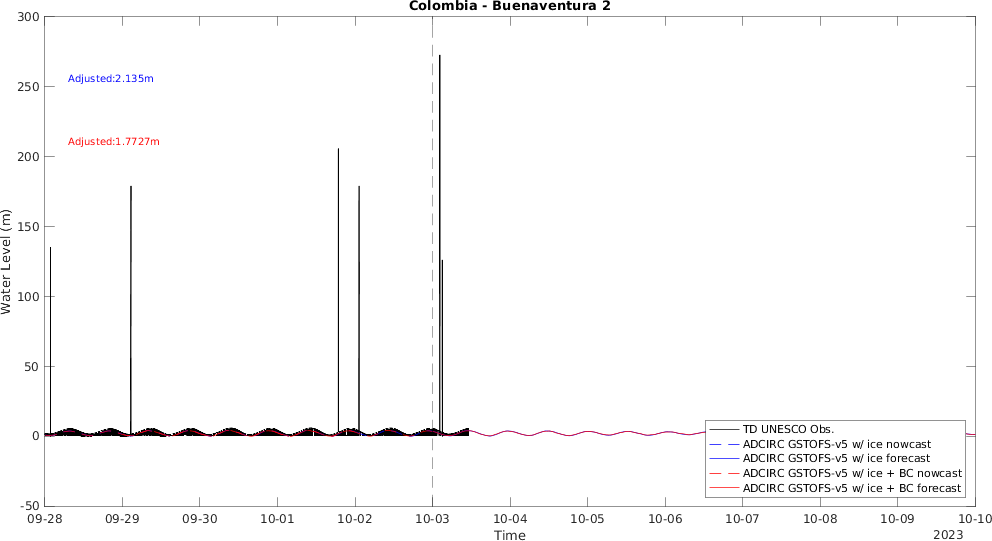 Colombia - Buenaventura 2
300
250
200
150
100
50
0
-50
Water Level (m)
Adjusted:2.135m
Adjusted:1.7727m
TD UNESCO Obs.
ADCIRC GSTOFS-v5 w/ ice nowcast
ADCIRC GSTOFS-v5 w/ ice forecast
ADCIRC GSTOFS-v5 w/ ice + BC nowcast
ADCIRC GSTOFS-v5 w/ ice + BC forecast
09-28 09-29 09-30 10-01 10-02 10-03 10-04 10-05 10-06 10-07 10-08 10-09 10-10
Time
2023